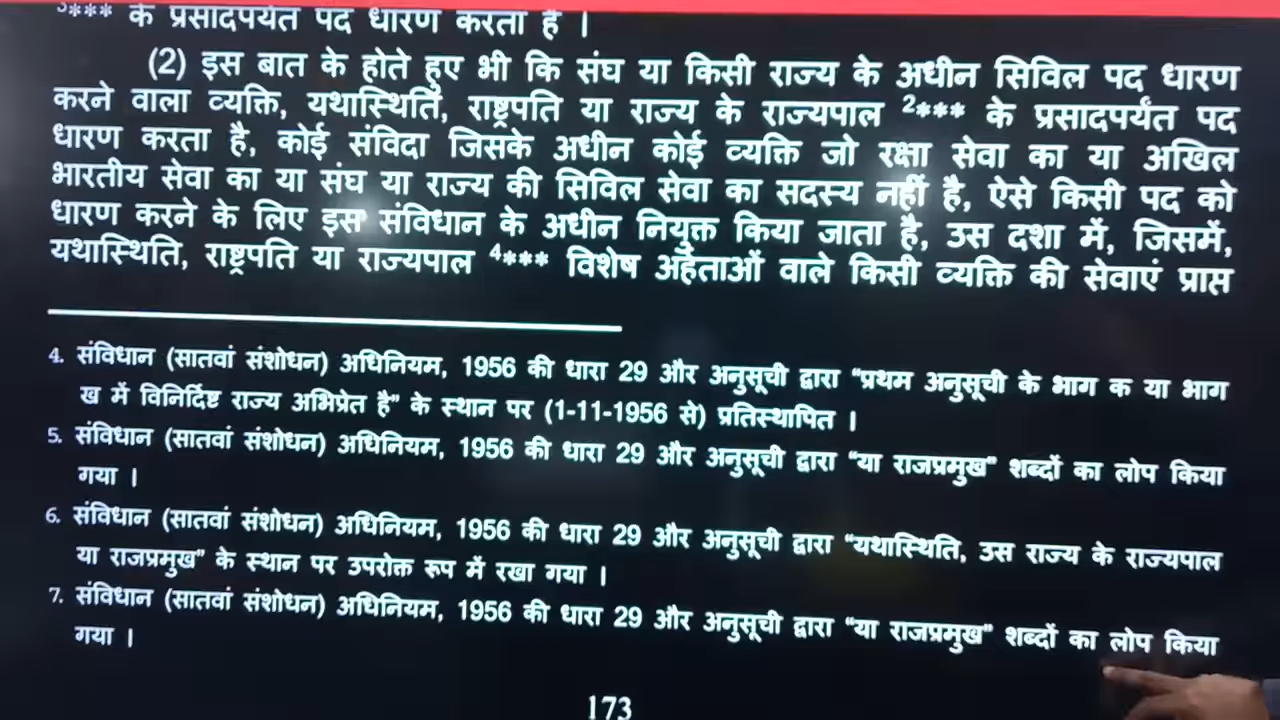 ³*** के प्रसादपर्यंत पद धारण करता है ।
(2) इस बात के होते हुए भी कि संघ या किसी राज्य के अधीन सिविल पद धारण
करने वाला व्यक्ति, यथास्थिति, राष्ट्रपति या राज्य के राज्यपाल ²*** के प्रसादपर्यंत पद
धारण करता है, कोई संविदा जिसके अधीन कोई व्यक्ति जो रक्षा सेवा का या अखिल
भारतीय सेवा का या संघ या राज्य की सिविल सेवा का सदस्य नहीं है, ऐसे किसी पद को
धारण करने के लिए इस संविधान के अधीन नियुक्त किया जाता है, उस दशा में, जिसमें,
यथास्थिति, राष्ट्रपति या राज्यपाल ⁴*** विशेष अर्हताओं वाले किसी व्यक्ति की सेवाएं प्राप्त
4. संविधान (सातवां संशोधन) अधिनियम, 1956 की धारा 29 और अनुसूची द्वारा “प्रथम अनुसूची के भाग क या भाग
ख में विनिर्दिष्ट राज्य अभिप्रेत है” के स्थान पर (1-11-1956 से) प्रतिस्थापित ।
5. संविधान (सातवां संशोधन) अधिनियम, 1956 की धारा 29 और अनुसूची द्वारा “या राजप्रमुख” शब्दों का लोप किया
गया ।
6. संविधान (सातवां संशोधन) अधिनियम, 1956 की धारा 29 और अनुसूची द्वारा “यथास्थिति, उस राज्य के राज्यपाल
या राजप्रमुख” के स्थान पर उपरोक्त रूप में रखा गया ।
7. संविधान (सातवां संशोधन) अधिनियम, 1956 की धारा 29 और अनुसूची द्वारा “या राजप्रमुख” शब्दों का लोप किया
गया ।
173